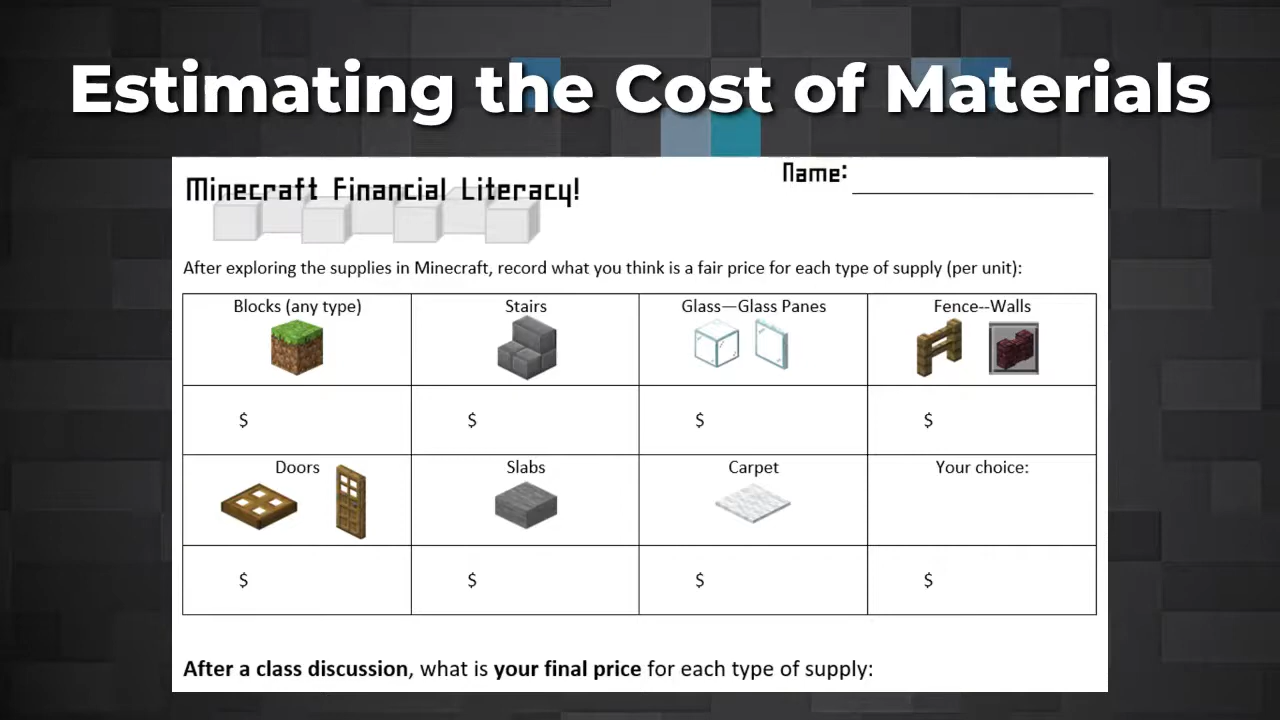 Estimating the Cost of Materials
Minecraft Financial Literacy!
Name:
After exploring the supplies in Minecraft, record what you think is a fair price for each type of supply (per unit):
Blocks (any type)
Stairs
Glass—Glass Panes
Fence--Walls
$
$
$
$
Doors
Slabs
Carpet
Your choice:
$
$
$
$
After a class discussion, what is your final price for each type of supply: